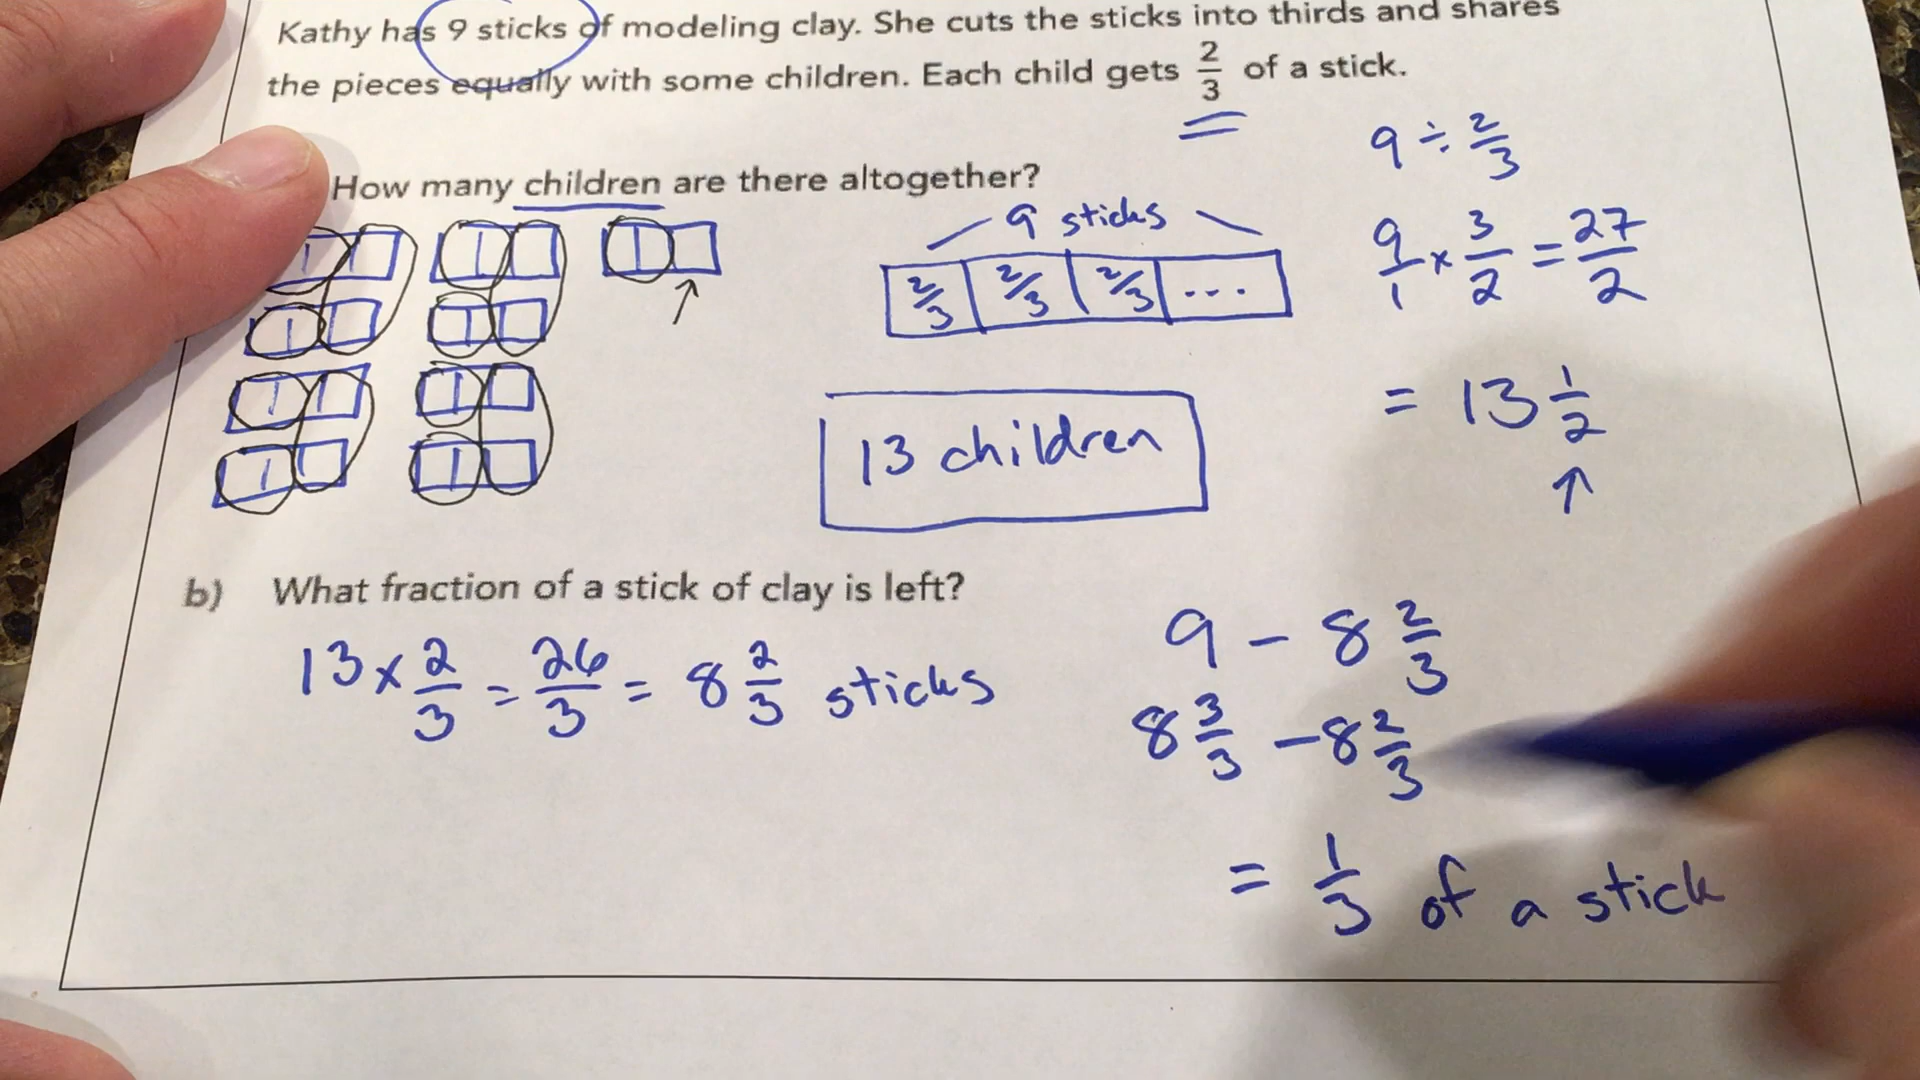 Kathy has 9 sticks of modeling clay. She cuts the sticks into thirds and shares
the pieces equally with some children. Each child gets 2/3 of a stick.
9 ÷ 2/3
How many children are there altogether?
9 sticks
2/3 2/3 2/3 ...
9/1 × 3/2 = 27/2
= 13 1/2
13 children
b) What fraction of a stick of clay is left?
13 × 2/3 = 26/3 = 8 2/3 sticks
9 - 8 2/3
8 3/3 - 8 2/3
= 1/3 of a stick